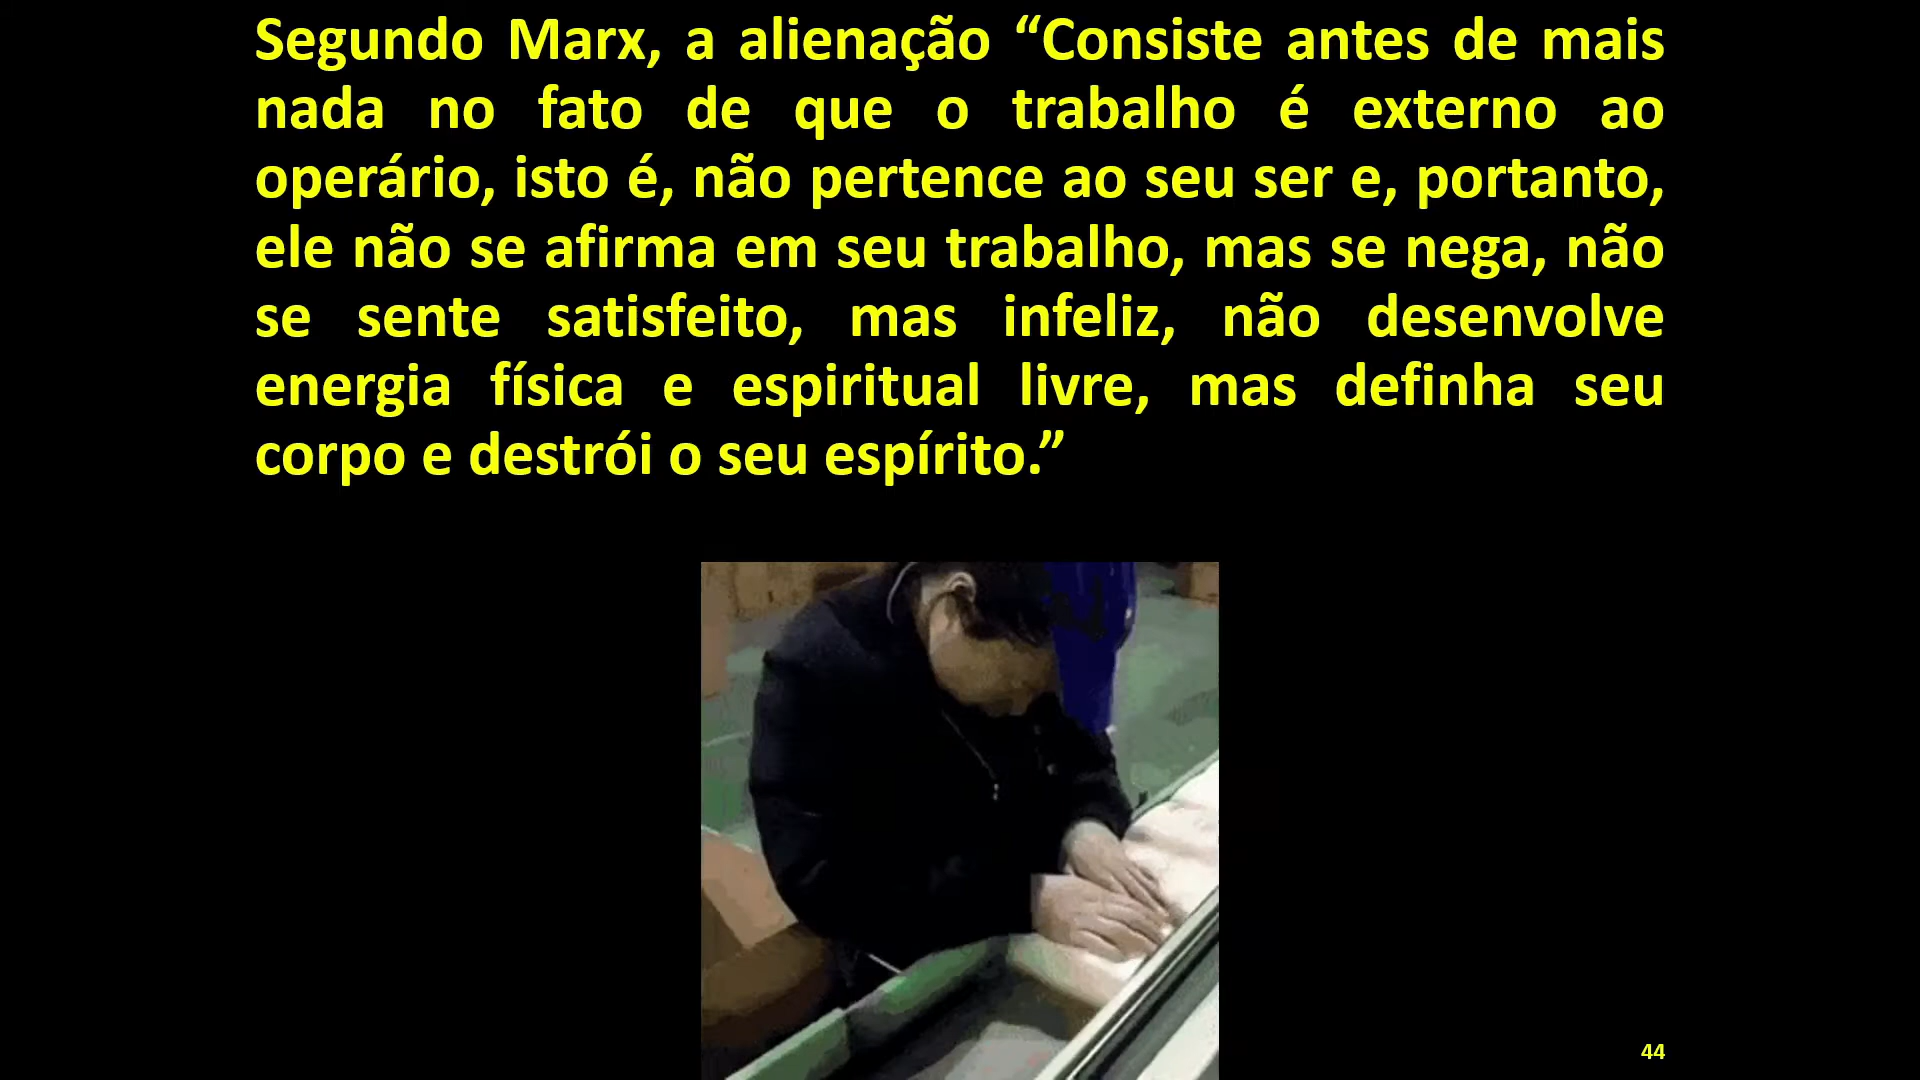 Segundo Marx, a alienação “Consiste antes de mais
nada no fato de que o trabalho é externo ao
operário, isto é, não pertence ao seu ser e, portanto,
ele não se afirma em seu trabalho, mas se nega, não
se sente satisfeito, mas infeliz, não desenvolve
energia física e espiritual livre, mas definha seu
corpo e destrói o seu espírito.”
44